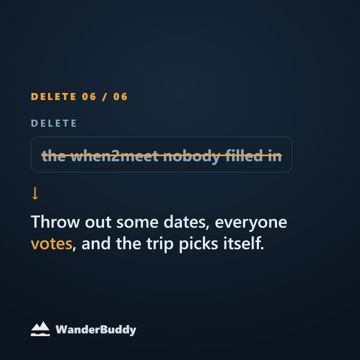 DELETE 06 / 06
DELETE
the when2meet nobody filled in
↓
Throw out some dates, everyone
votes, and the trip picks itself.
WanderBuddy